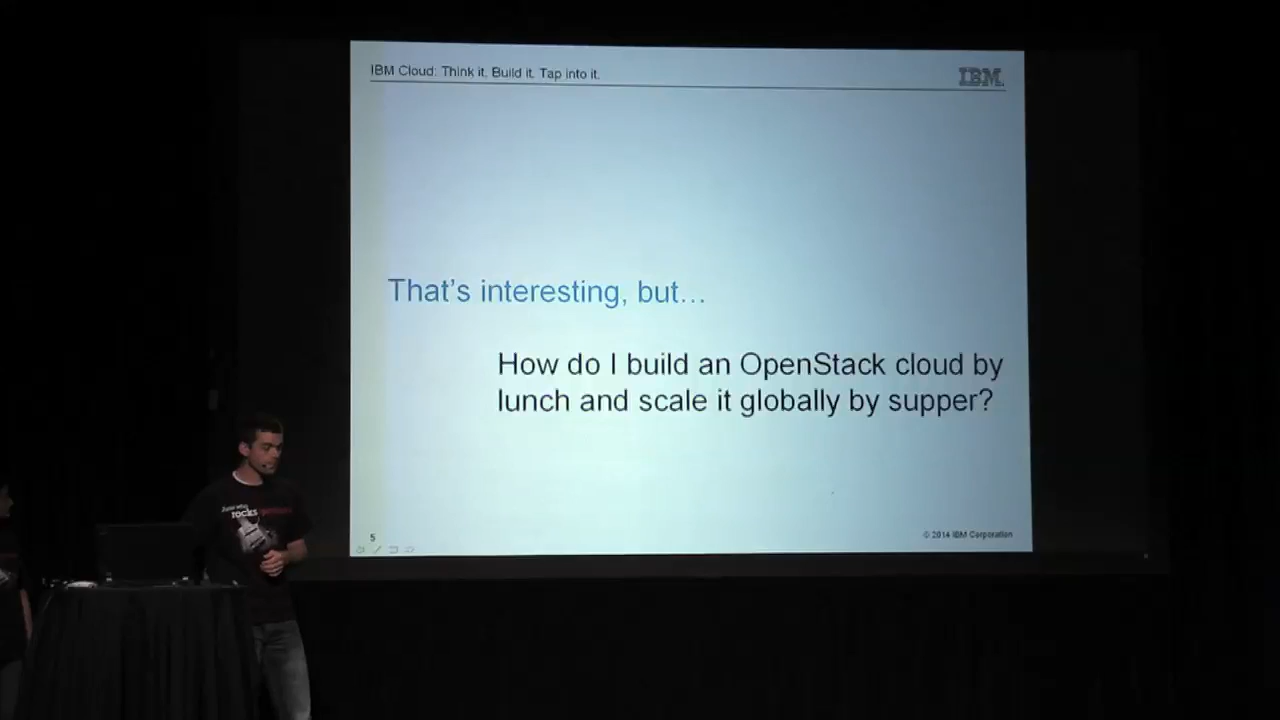 IBM Cloud: Think it. Build it. Tap into it.
IBM
That's interesting, but…
How do I build an OpenStack cloud by
lunch and scale it globally by supper?
5
© 2014 IBM Corporation
rocks